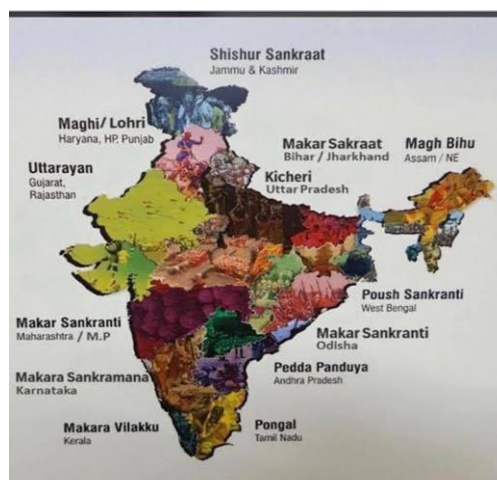 Shishur Sankraat
Jammu & Kashmir
Maghi/ Lohri
Haryana, HP, Punjab
Makar Sakraat
Bihar / Jharkhand
Magh Bihu
Assam / NE
Uttarayan
Gujarat,
Rajasthan
Kicheri
Uttar Pradesh
Poush Sankranti
West Bengal
Makar Sankranti
Maharashtra / M.P
Makar Sankranti
Odisha
Makara Sankramana
Karnataka
Pedda Panduya
Andhra Pradesh
Makara Vilakku
Kerala
Pongal
Tamil Nadu